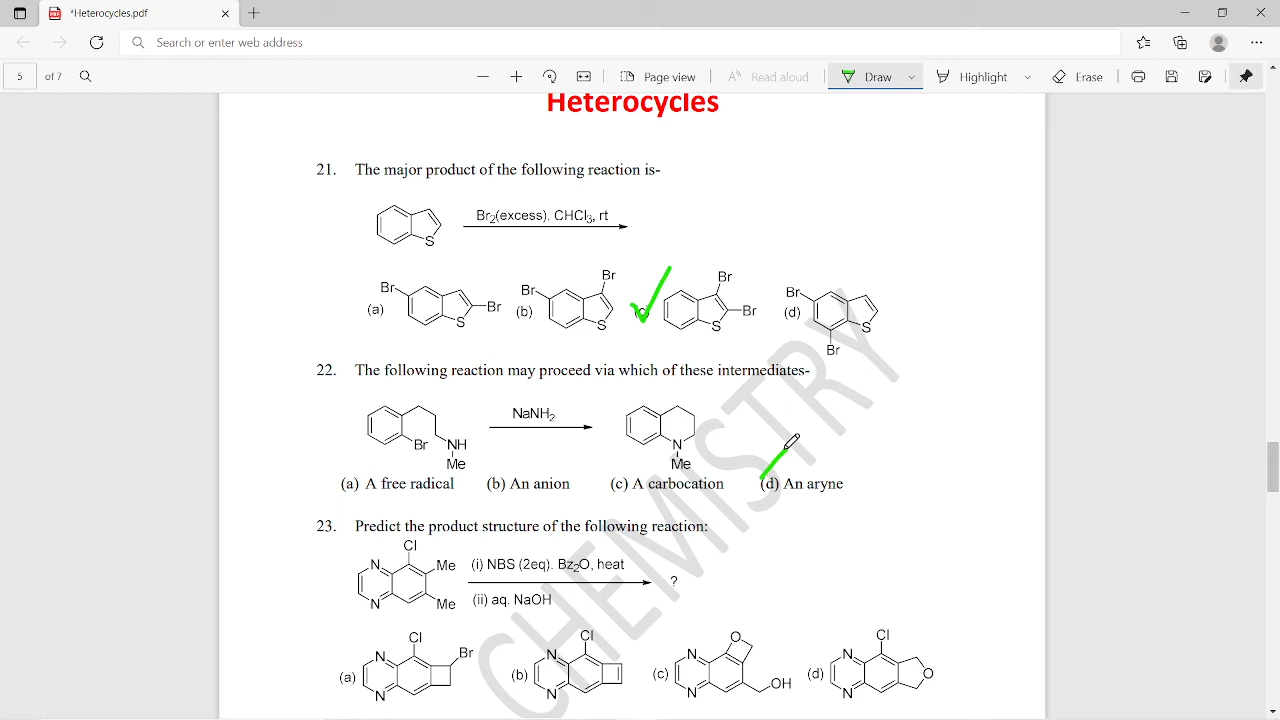 *Heterocycles.pdf
Search or enter web address
5 of 7 Page view Read aloud Draw Highlight Erase
Heterocycles
21. The major product of the following reaction is-
Br2(excess), CHCl3, rt
S
(a) Br Br S (b) Br Br S (c) Br Br S (d) Br Br S
22. The following reaction may proceed via which of these intermediates-
Br NH Me NaNH2 N Me
(a) A free radical (b) An anion (c) A carbocation (d) An aryne
23. Predict the product structure of the following reaction:
Cl
N N Me Me (i) NBS (2eq). Bz2O, heat ?
(ii) aq. NaOH
(a) Cl Br N N (b) Cl N N (c) O N N OH (d) Cl N N O
CHEMISTRY